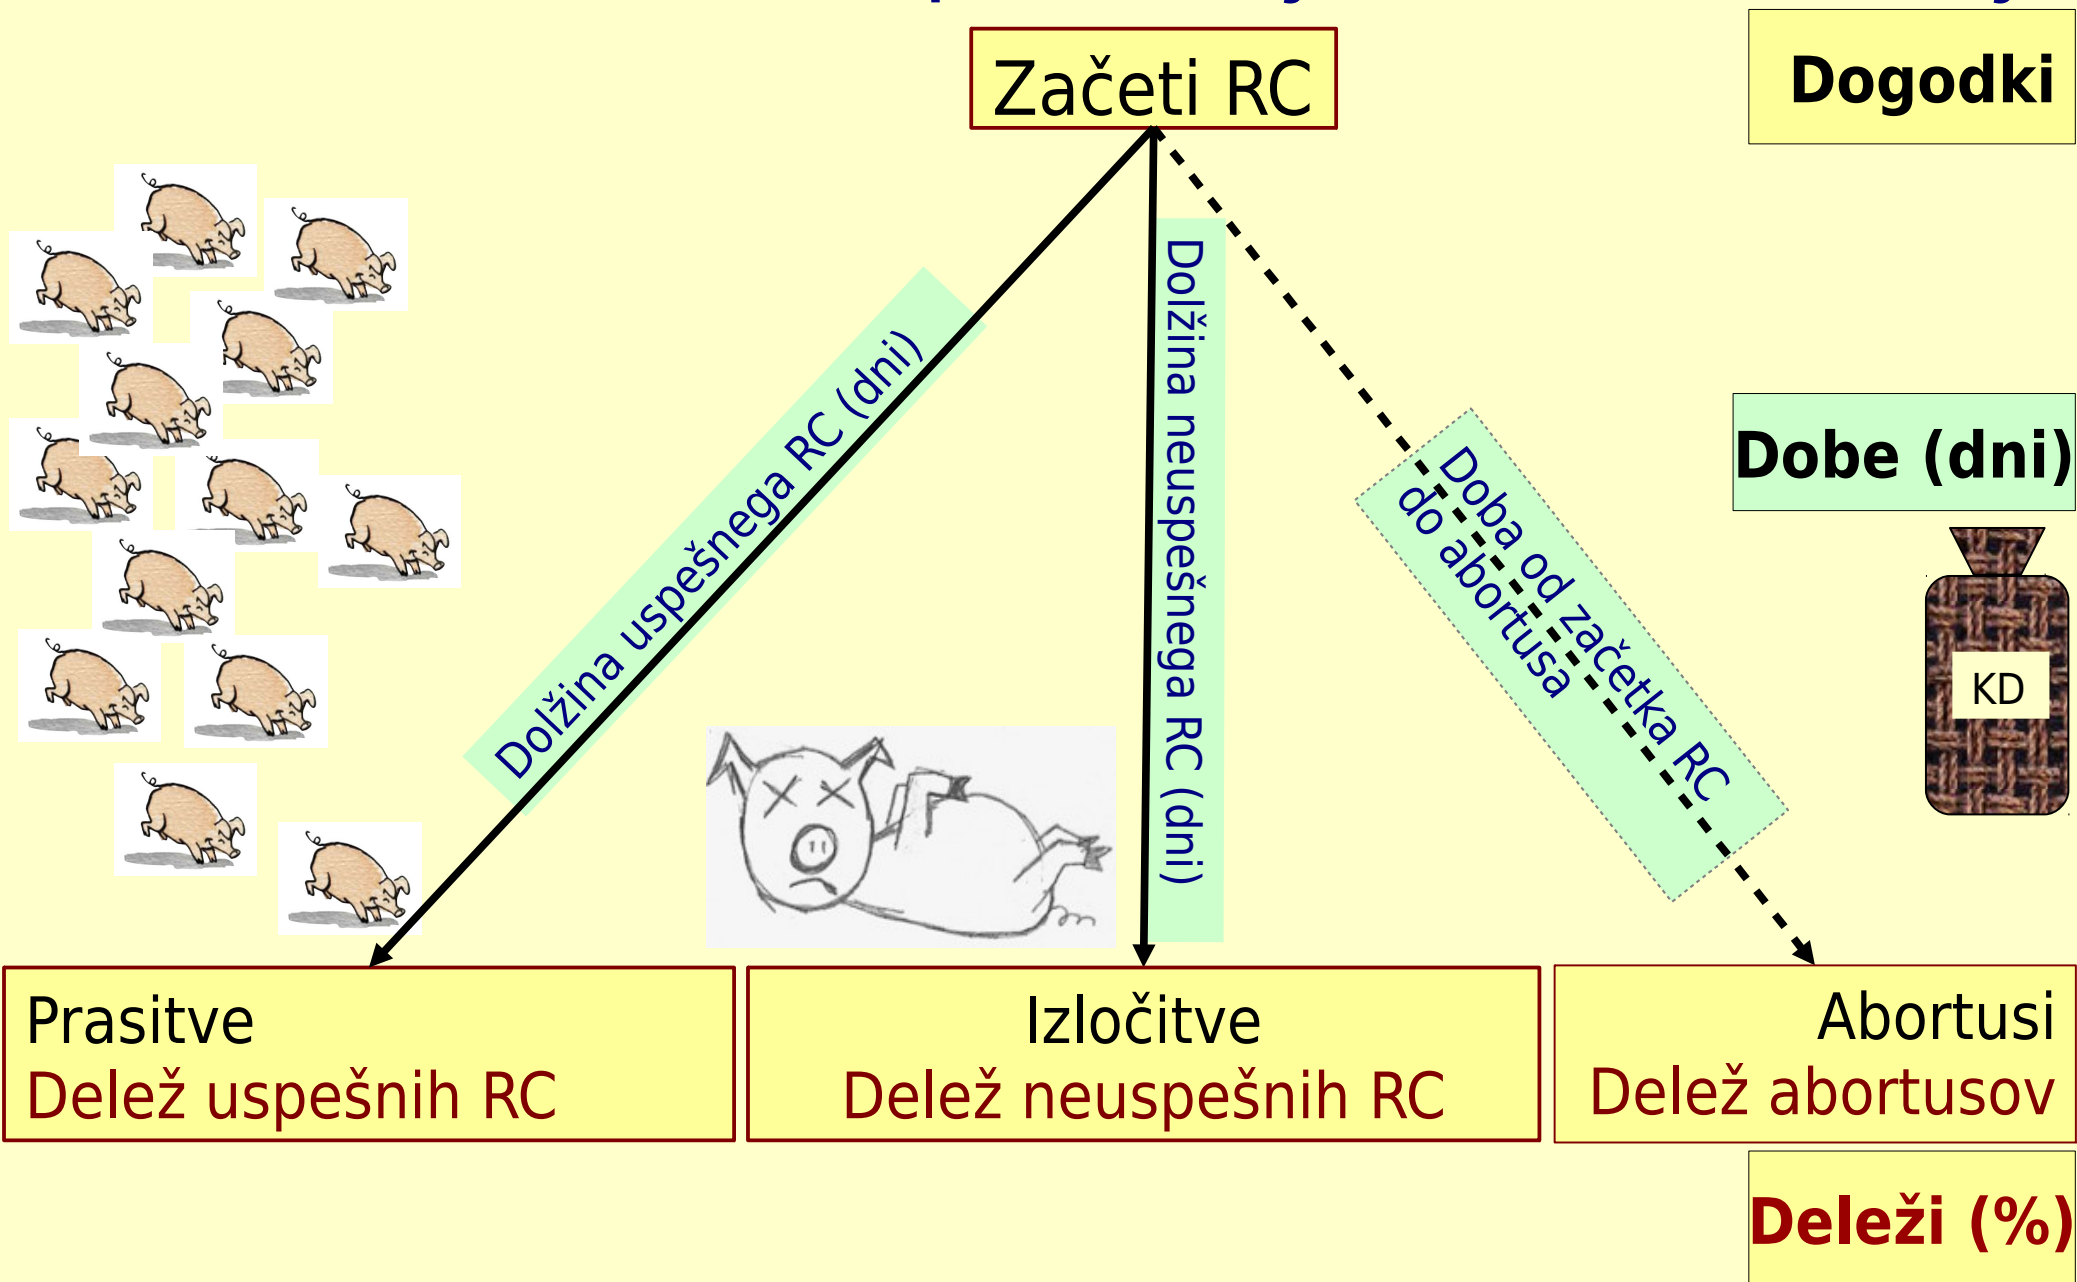 Začeti RC
Dogodki
Dolžina uspešnega RC (dni)
Dolžina neuspešnega RC (dni)
Doba od začetka RC
do abortusa
Dobe (dni)
KD
Prasitve
Delež uspešnih RC
Izločitve
Delež neuspešnih RC
Abortusi
Delež abortusov
Deleži (%)